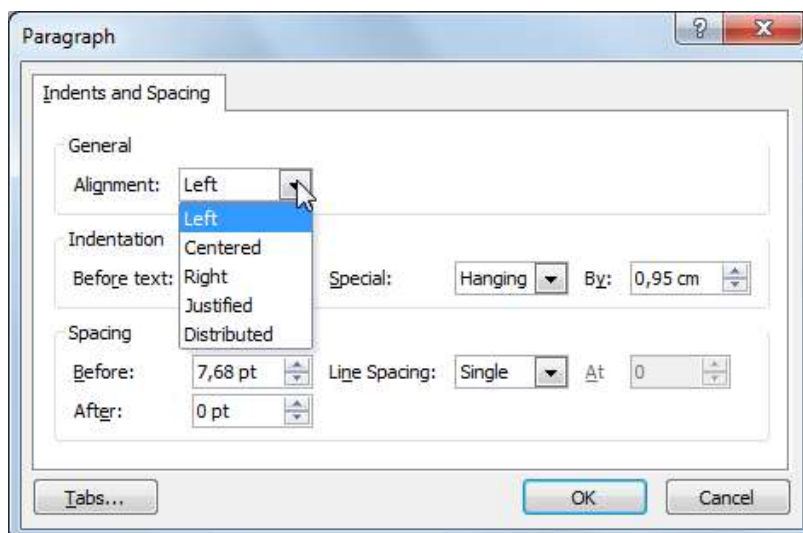 Paragraph
Indents and Spacing
General
Alignment: Left
Left
Indentation
Centered
Before text: Right Special: Hanging By: 0,95 cm
Justified
Spacing
Distributed
Before: 7,68 pt Line Spacing: Single At 0
After: 0 pt
Tabs... OK Cancel